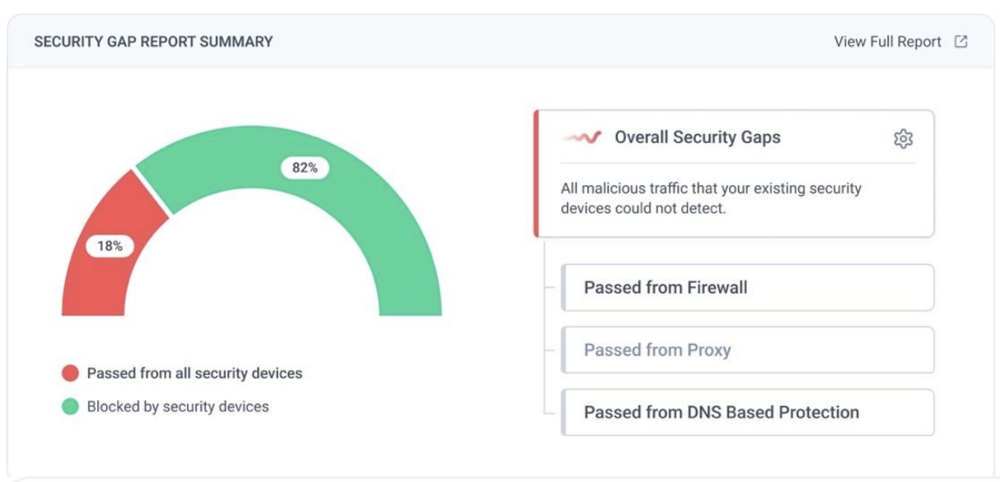 SECURITY GAP REPORT SUMMARY
View Full Report
82%
18%
Passed from all security devices
Blocked by security devices
Overall Security Gaps
All malicious traffic that your existing security
devices could not detect.
Passed from Firewall
Passed from Proxy
Passed from DNS Based Protection